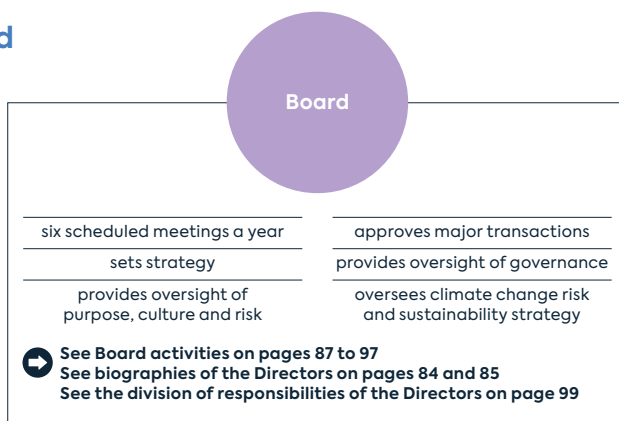 d
Board
six scheduled meetings a year
sets strategy
provides oversight of
purpose, culture and risk
approves major transactions
provides oversight of governance
oversees climate change risk
and sustainability strategy
See Board activities on pages 87 to 97
See biographies of the Directors on pages 84 and 85
See the division of responsibilities of the Directors on page 99